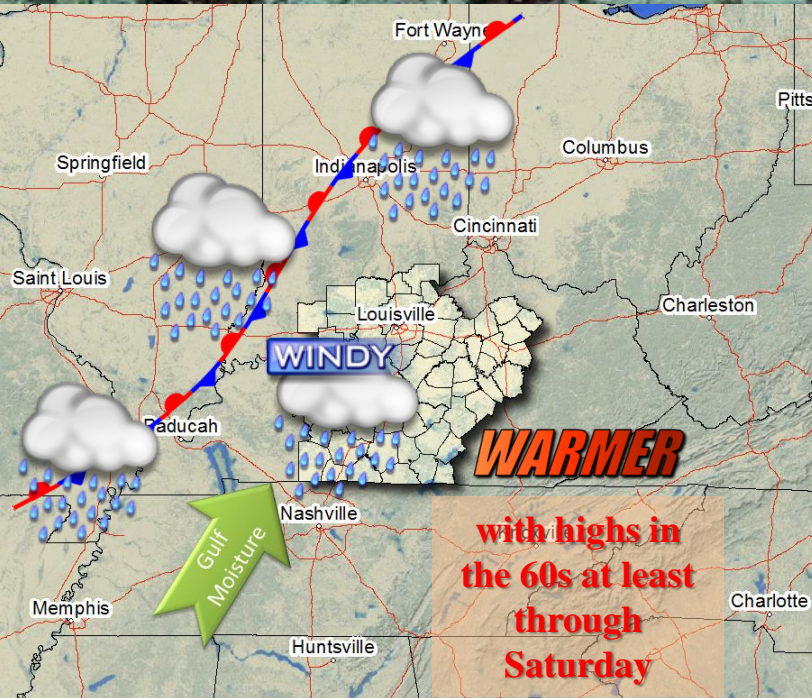 Fort Wayne
Pitts
Columbus
Springfield
Indianapolis
Cincinnati
Saint Louis
Charleston
Louisville
WINDY
Paducah
WARMER
Nashville
Gulf
Moisture
with highs in
the 60s at least
through
Saturday
Knoxville
Charlotte
Memphis
Huntsville